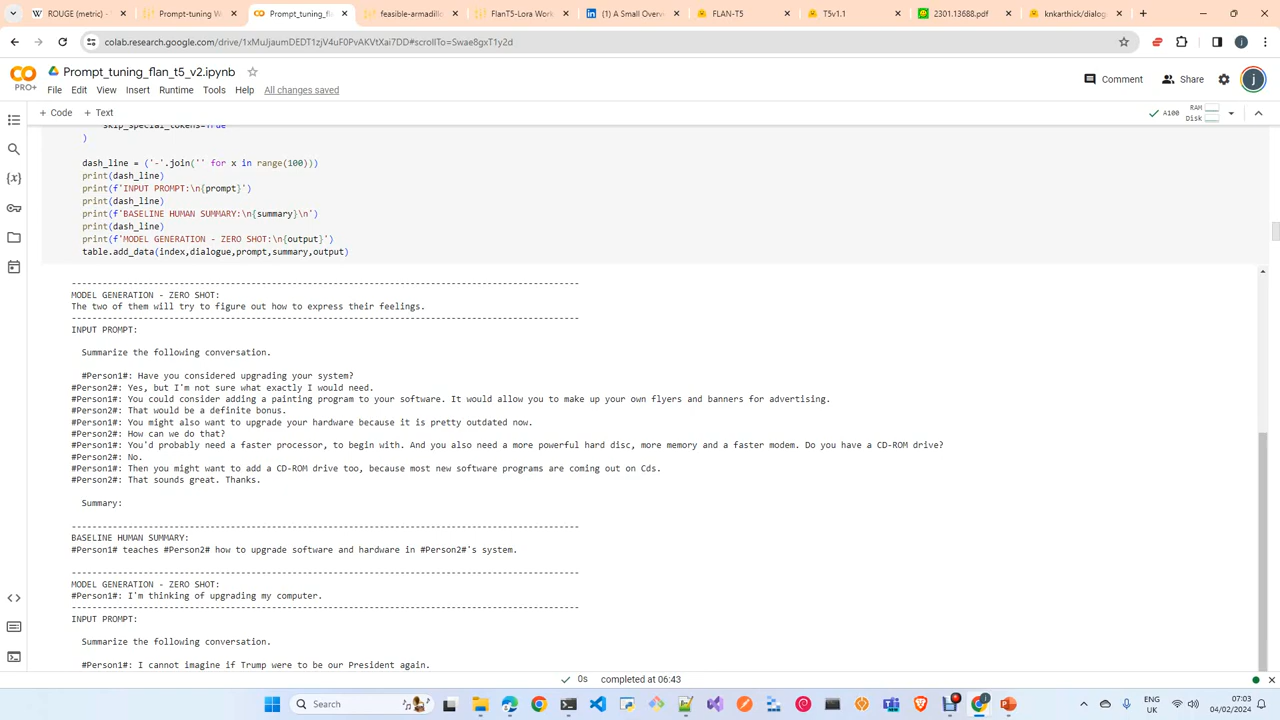 ROUGE (metric) -
Prompt-tuning W
Prompt_tuning_fl
feasible-armadillo
FlanT5-Lora Work
(1) A Small Overv
FLAN-T5
T5v1.1
2301.13688.pdf
knkarthick/dialog
colab.research.google.com/drive/1xMuJjaumDEDT1zjV4uF0PvAKVtXai7DD#scrollTo=Swae8gxT1y2d
PRO+
Prompt_tuning_flan_t5_v2.ipynb
File Edit View Insert Runtime Tools Help All changes saved
Comment
Share
j
+ Code + Text
RAM
Disk
A100
skip_special_tokens=True
)
dash_line = ('-'.join('' for x in range(100)))
print(dash_line)
print(f'INPUT PROMPT:\n{prompt}')
print(dash_line)
print(f'BASELINE HUMAN SUMMARY:\n{summary}\n')
print(dash_line)
print(f'MODEL GENERATION - ZERO SHOT:\n{output}')
table.add_data(index,dialogue,prompt,summary,output)
---------------------------------------------------------------------------------------------------
MODEL GENERATION - ZERO SHOT:
The two of them will try to figure out how to express their feelings.
---------------------------------------------------------------------------------------------------
INPUT PROMPT:
Summarize the following conversation.
#Person1#: Have you considered upgrading your system?
#Person2#: Yes, but I'm not sure what exactly I would need.
#Person1#: You could consider adding a painting program to your software. It would allow you to make up your own flyers and banners for advertising.
#Person2#: That would be a definite bonus.
#Person1#: You might also want to upgrade your hardware because it is pretty outdated now.
#Person2#: How can we do that?
#Person1#: You'd probably need a faster processor, to begin with. And you also need a more powerful hard disc, more memory and a faster modem. Do you have a CD-ROM drive?
#Person2#: No.
#Person1#: Then you might want to add a CD-ROM drive too, because most new software programs are coming out on Cds.
#Person2#: That sounds great. Thanks.
Summary:
---------------------------------------------------------------------------------------------------
BASELINE HUMAN SUMMARY:
#Person1# teaches #Person2# how to upgrade software and hardware in #Person2#'s system.
---------------------------------------------------------------------------------------------------
MODEL GENERATION - ZERO SHOT:
#Person1#: I'm thinking of upgrading my computer.
---------------------------------------------------------------------------------------------------
INPUT PROMPT:
Summarize the following conversation.
#Person1#: I cannot imagine if Trump were to be our President again.
0s completed at 06:43
Search
ENG
UK
07:03
04/02/2024